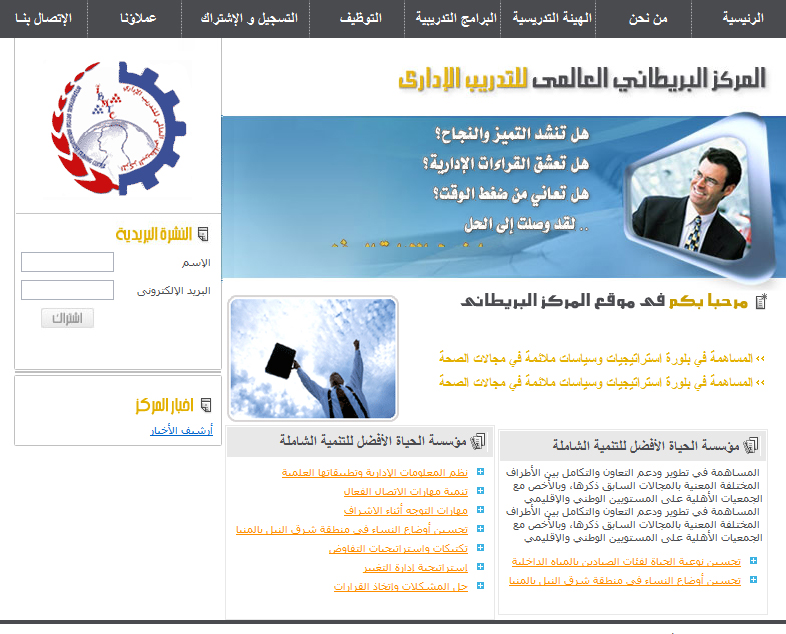 الرئيسية
من نحن
الهيئة التدريسية
البرامج التدريبية
التوظيف
التسجيل و الإشتراك
عملاؤنا
الإتصال بنا
المركز البريطاني العالمى للتدريب الإدارى
هل تنشد التميز والنجاح؟
هل تعشق القراءات الإدارية؟
هل تعاني من ضغط الوقت؟
.. لقد وصلت إلى الحل
مرحبا بكم فى موقع المركز البريطانى
المساهمة في بلورة استراتيجيات وسياسات ملائمة في مجالات الصحة
المساهمة في بلورة استراتيجيات وسياسات ملائمة في مجالات الصحة
مؤسسة الحياة الأفضل للتنمية الشاملة
المساهمة في تطوير ودعم التعاون والتكامل بين الأطراف
المختلفة المعنية بالمجالات السابق ذكرها، وبالأخص مع
الجمعيات الأهلية على المستويين الوطني والإقليمي
المساهمة في تطوير ودعم التعاون والتكامل بين الأطراف
المختلفة المعنية بالمجالات السابق ذكرها، وبالأخص مع
الجمعيات الأهلية على المستويين الوطني والإقليمي
تحسين نوعية الحياة لفئات الصيادين بالمياه الداخلية
تحسين أوضاع النساء في منطقة شرق النيل بالمنيا
مؤسسة الحياة الأفضل للتنمية الشاملة
نظم المعلومات الإدارية وتطبيقاتها العلمية
تنمية مهارات الاتصال الفعال
مهارات التوجه أثناء الاشراف
تحسين أوضاع النساء في منطقة شرق النيل بالمنيا
تكتيكات واستراتيجيات التفاوض
إستراتيجية إدارة التغيير
حل المشكلات وإتخاذ القرارات
النشرة البريدية
الإسم
البريد الإلكترونى
اشتراك
اخبار المركز
أرشيف الأخبار